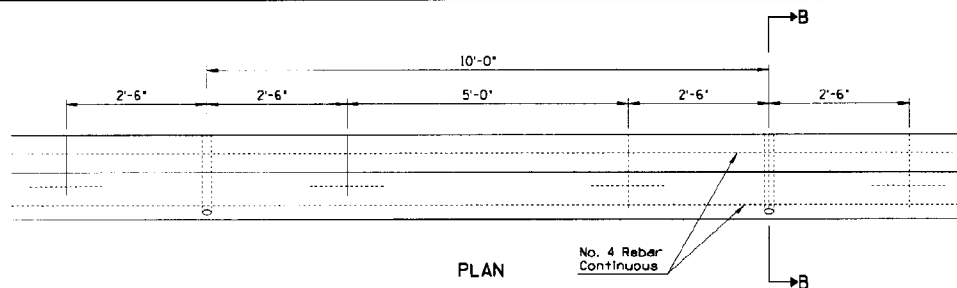 B
10'-0"
2'-6" 2'-6" 5'-0" 2'-6" 2'-6"
No. 4 Rebar
Continuous
PLAN
B